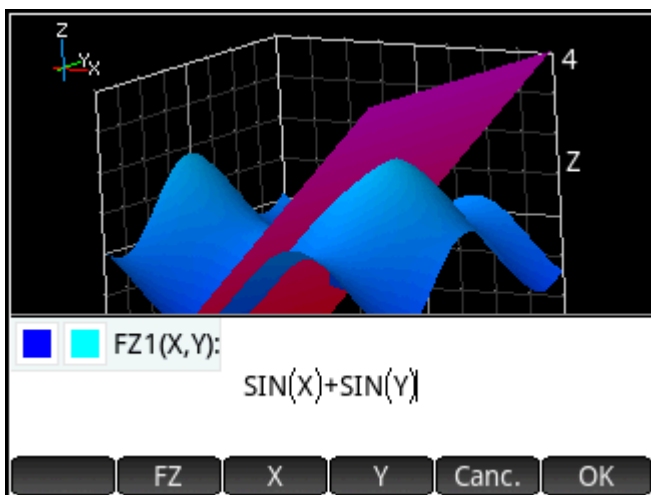 Z
Y
X
4
Z
FZ1(X,Y):
SIN(X)+SIN(Y)
FZ X Y Canc. OK